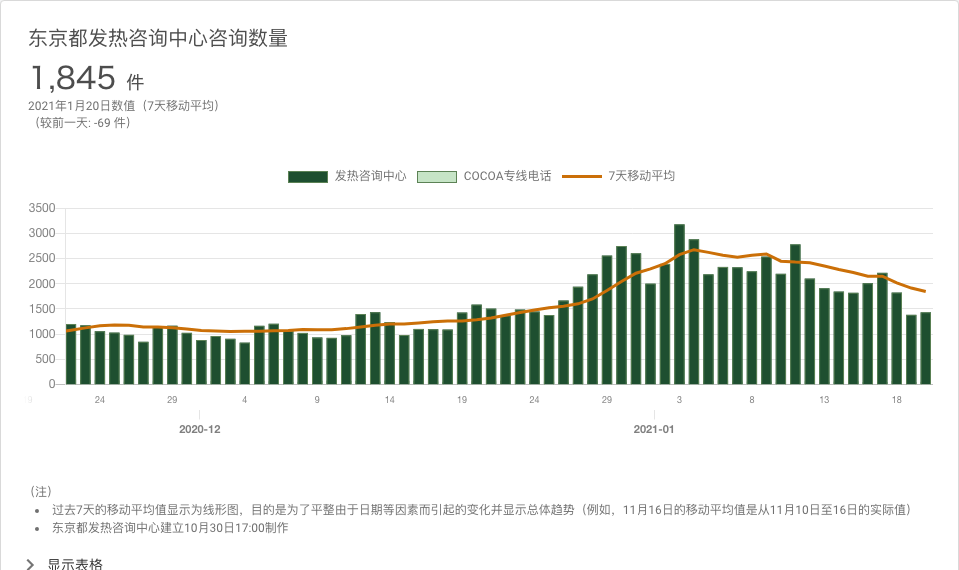 东京都发热咨询中心咨询数量
1,845 件
2021年1月20日数值（7天移动平均）
（较前一天: -69 件）
发热咨询中心 COCOA专线电话 7天移动平均
3500
3000
2500
2000
1500
1000
500
0
24 29 4 9 14 19 24 29 3 8 13 18
2020-12 2021-01
（注）
• 过去7天的移动平均值显示为线形图，目的是为了平整由于日期等因素而引起的变化并显示总体趋势（例如，11月16日的移动平均值是从11月10日至16日的实际值）
• 东京都发热咨询中心建立10月30日17:00制作
显示表格